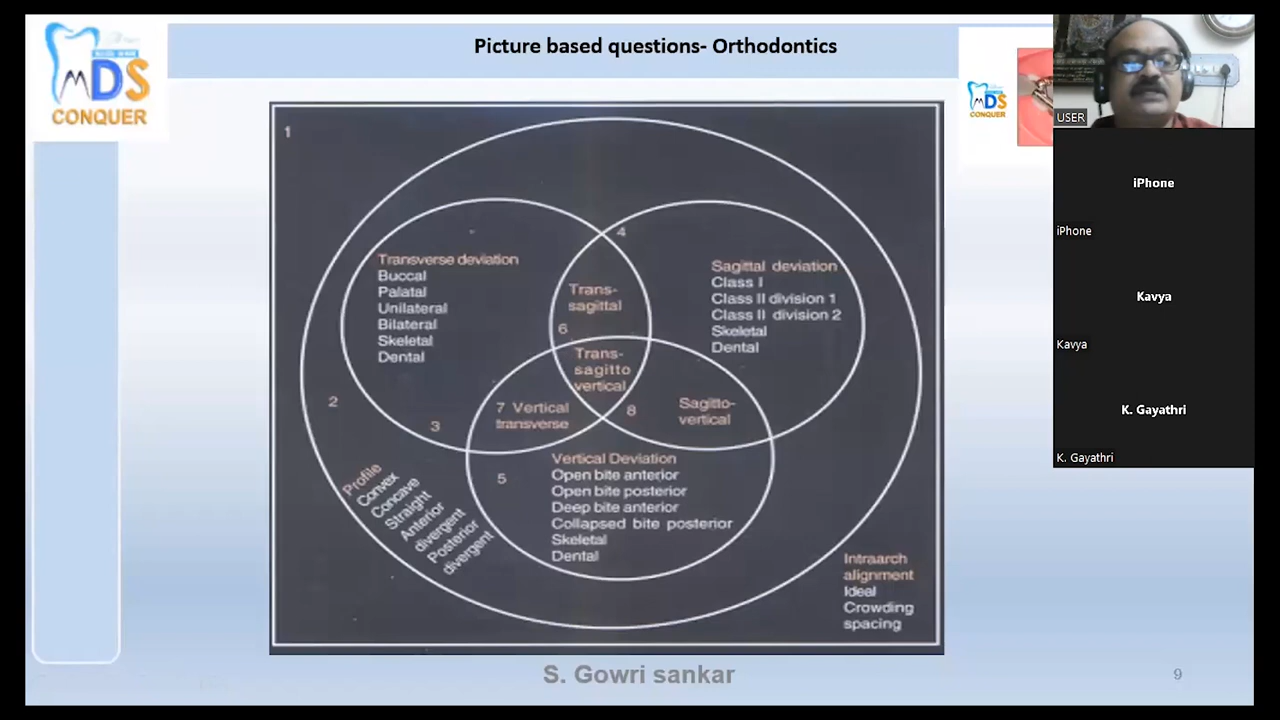 Picture based questions- Orthodontics
MDS
CONQUER
MDS
CONQUER
1
Transverse deviation
Buccal
Palatal
Unilateral
Bilateral
Skeletal
Dental
4
Trans-
sagittal
6
Trans-
sagitto
vertical
Sagittal deviation
Class I
Class II division 1
Class II division 2
Skeletal
Dental
2
3
7 Vertical
transverse
8
Sagitto-
vertical
5
Vertical Deviation
Open bite anterior
Open bite posterior
Deep bite anterior
Collapsed bite posterior
Skeletal
Dental
Profile
Convex
Concave
Straight
Anterior
divergent
Posterior
divergent
Intraarch
alignment
Ideal
Crowding
spacing
S. Gowri sankar
9
USER
iPhone
iPhone
Kavya
Kavya
K. Gayathri
K. Gayathri